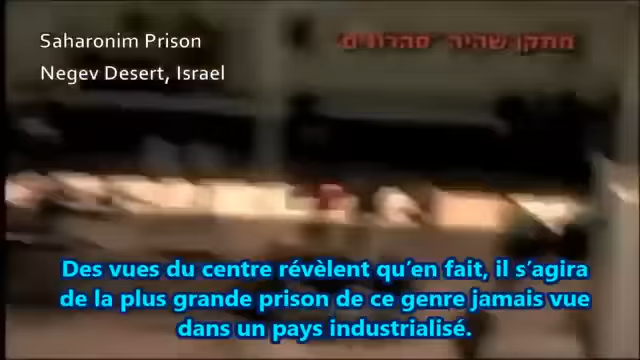 Saharonim Prison
Negev Desert, Israel
מתקן שהיה "סהרונים"
Des vues du centre révèlent qu'en fait, il s'agira
de la plus grande prison de ce genre jamais vue
dans un pays industrialisé.